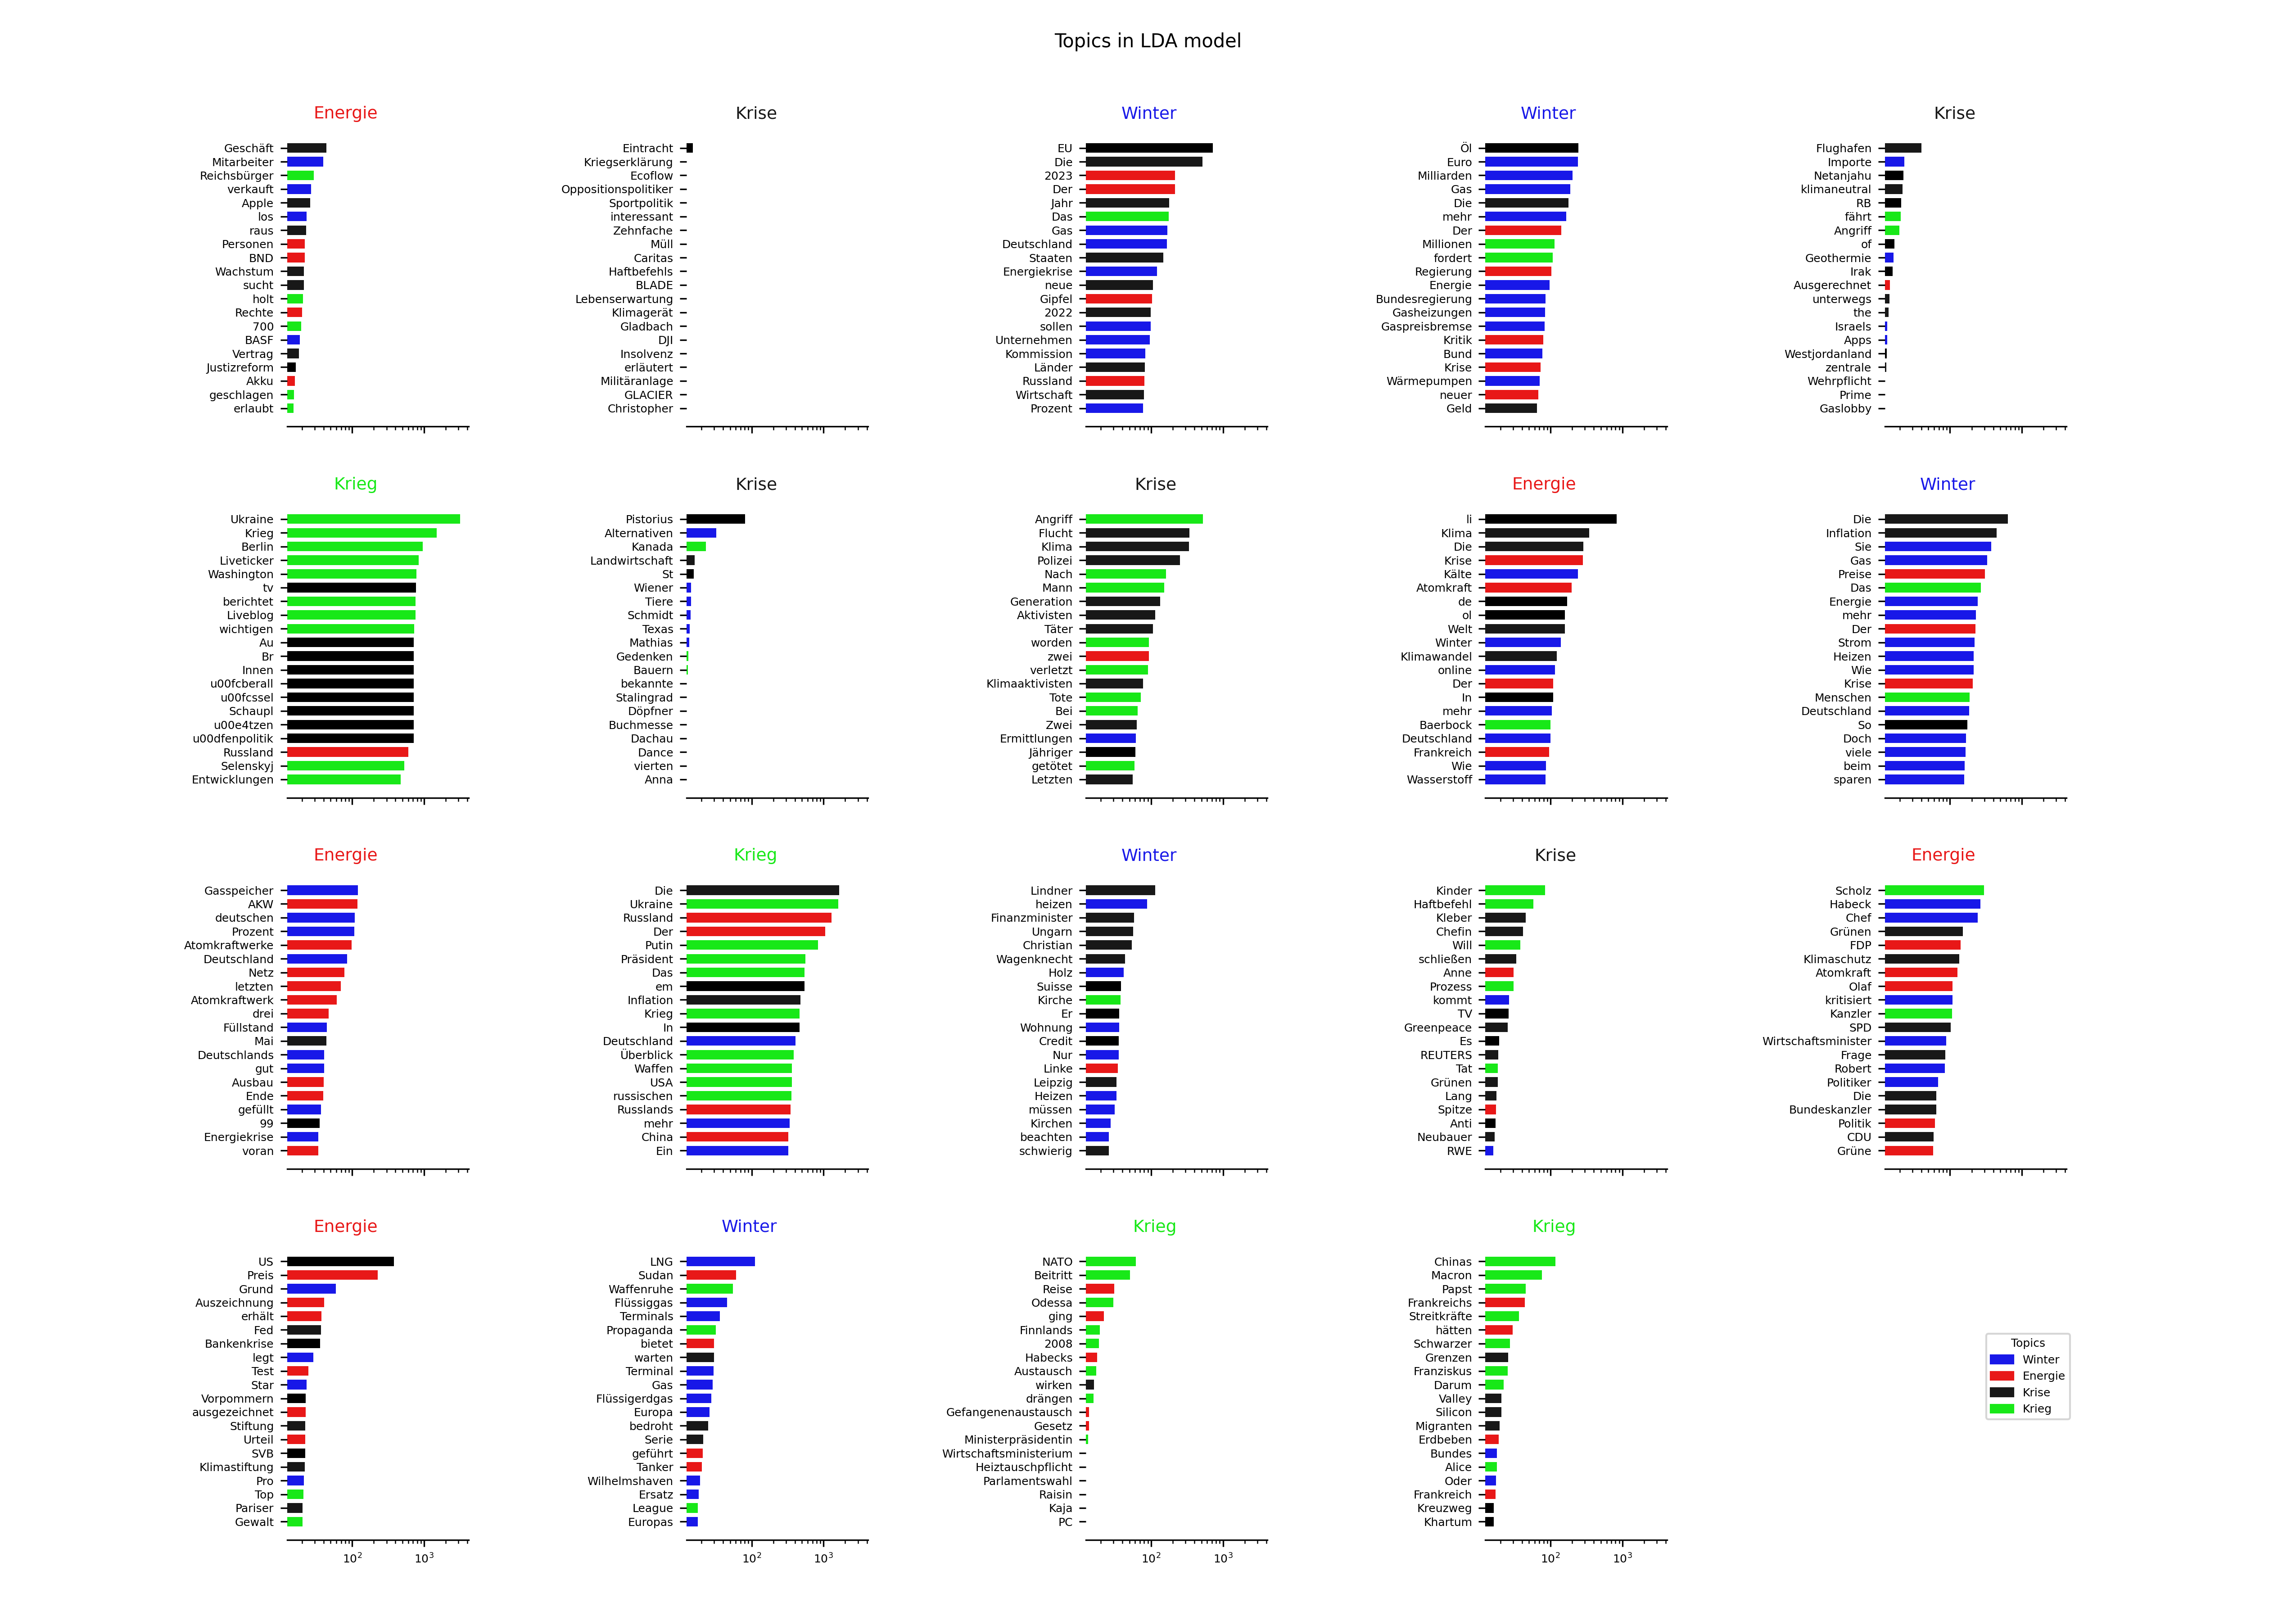 Topics in LDA model
Energie
Geschäft
Mitarbeiter
Reichsbürger
verkauft
Apple
los
raus
Personen
BND
Wachstum
sucht
holt
Rechte
700
BASF
Vertrag
Justizreform
Akku
geschlagen
erlaubt
Krise
Eintracht
Kriegserklärung
Ecoflow
Oppositionspolitiker
Sportpolitik
interessant
Zehnfache
Müll
Caritas
Haftbefehls
BLADE
Lebenserwartung
Klimagerät
Gladbach
DJI
Insolvenz
erläutert
Militäranlage
GLACIER
Christopher
Winter
EU
Die
2023
Der
Jahr
Das
Gas
Deutschland
Staaten
Energiekrise
neue
Gipfel
2022
sollen
Unternehmen
Kommission
Länder
Russland
Wirtschaft
Prozent
Winter
Öl
Euro
Milliarden
Gas
Die
mehr
Der
Millionen
fordert
Regierung
Energie
Bundesregierung
Gasheizungen
Gaspreisbremse
Kritik
Bund
Krise
Wärmepumpen
neuer
Geld
Krise
Flughafen
Importe
Netanjahu
klimaneutral
RB
fährt
Angriff
of
Geothermie
Irak
Ausgerechnet
unterwegs
the
Israels
Apps
Westjordanland
zentrale
Wehrpflicht
Prime
Gaslobby
Krieg
Ukraine
Krieg
Berlin
Liveticker
Washington
tv
berichtet
Liveblog
wichtigen
Au
Br
Innen
u00fcberall
u00fcssel
Schaupl
u00e4tzen
u00dfenpolitik
Russland
Selenskyj
Entwicklungen
Krise
Pistorius
Alternativen
Kanada
Landwirtschaft
St
Wiener
Tiere
Schmidt
Texas
Mathias
Gedenken
Bauern
bekannte
Stalingrad
Döpfner
Buchmesse
Dachau
Dance
vierten
Anna
Krise
Angriff
Flucht
Klima
Polizei
Nach
Mann
Generation
Aktivisten
Täter
worden
zwei
verletzt
Klimaaktivisten
Tote
Bei
Zwei
Ermittlungen
Jähriger
getötet
Letzten
Energie
li
Klima
Die
Krise
Kälte
Atomkraft
de
ol
Welt
Winter
Klimawandel
online
Der
In
mehr
Baerbock
Deutschland
Frankreich
Wie
Wasserstoff
Winter
Die
Inflation
Sie
Gas
Preise
Das
Energie
mehr
Der
Strom
Heizen
Wie
Krise
Menschen
Deutschland
So
Doch
viele
beim
sparen
Energie
Gasspeicher
AKW
deutschen
Prozent
Atomkraftwerke
Deutschland
Netz
letzten
Atomkraftwerk
drei
Füllstand
Mai
Deutschlands
gut
Ausbau
Ende
gefüllt
99
Energiekrise
voran
Krieg
Die
Ukraine
Russland
Der
Putin
Präsident
Das
em
Inflation
Krieg
In
Deutschland
Überblick
Waffen
USA
russischen
Russlands
mehr
China
Ein
Winter
Lindner
heizen
Finanzminister
Ungarn
Christian
Wagenknecht
Holz
Suisse
Kirche
Er
Wohnung
Credit
Nur
Linke
Leipzig
Heizen
müssen
Kirchen
beachten
schwierig
Krise
Kinder
Haftbefehl
Kleber
Chefin
Will
schließen
Anne
Prozess
kommt
TV
Greenpeace
Es
REUTERS
Tat
Grünen
Lang
Spitze
Anti
Neubauer
RWE
Energie
Scholz
Habeck
Chef
Grünen
FDP
Klimaschutz
Atomkraft
Olaf
kritisiert
Kanzler
SPD
Wirtschaftsminister
Frage
Robert
Politiker
Die
Bundeskanzler
Politik
CDU
Grüne
Energie
US
Preis
Grund
Auszeichnung
erhält
Fed
Bankenkrise
legt
Test
Star
Vorpommern
ausgezeichnet
Stiftung
Urteil
SVB
Klimastiftung
Pro
Top
Pariser
Gewalt
10² 10³
Winter
LNG
Sudan
Waffenruhe
Flüssiggas
Terminals
Propaganda
bietet
warten
Terminal
Gas
Flüssigerdgas
Europa
bedroht
Serie
geführt
Tanker
Wilhelmshaven
Ersatz
League
Europas
10² 10³
Krieg
NATO
Beitritt
Reise
Odessa
ging
Finnlands
2008
Habecks
Austausch
wirken
drängen
Gefangenenaustausch
Gesetz
Ministerpräsidentin
Wirtschaftsministerium
Heiztauschpflicht
Parlamentswahl
Raisin
Kaja
PC
10² 10³
Krieg
Chinas
Macron
Papst
Frankreichs
Streitkräfte
hätten
Schwarzer
Grenzen
Franziskus
Darum
Valley
Silicon
Migranten
Erdbeben
Bundes
Alice
Oder
Frankreich
Kreuzweg
Khartum
10² 10³
Topics
Winter
Energie
Krise
Krieg